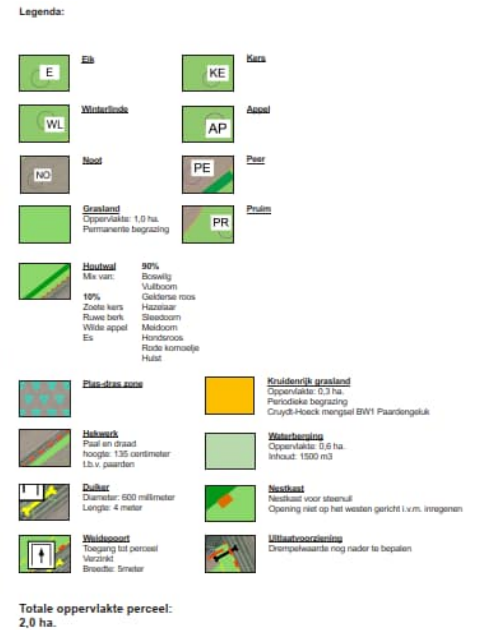 Legenda:
E
Eik
KE
Kers
WL
Winterlinde
AP
Appel
NO
Noot
PE
Peer
Grasland
Oppervlakte: 1,0 ha.
Permanente begrazing
PR
Pruim
Houtwal
Mix van:
10%
Zoete kers
Ruwe berk
Wilde appel
Es
90%
Boswilg
Vuilboom
Gelderse roos
Hazelaar
Sleedoorn
Meidoorn
Hondsroos
Rode kornoelje
Hulst
Plas-dras zone
Kruidenrijk grasland
Oppervlakte: 0,3 ha.
Periodieke begrazing
Cruydt-Hoeck mengsel BW1 Paardengeluk
Hekwerk
Paal en draad
hoogte: 135 centimeter
t.b.v. paarden
Waterberging
Oppervlakte: 0,6 ha.
Inhoud: 1500 m3
Duiker
Diameter: 600 millimeter
Lengte: 4 meter
Nestkast
Nestkast voor steenuil
Opening niet op het westen gericht i.v.m. inregenen
Weidepoort
Toegang tot perceel
Verzinkt
Breedte: 5meter
Uitlaatvoorziening
Drempelwaarde nog nader te bepalen
Totale oppervlakte perceel:
2,0 ha.